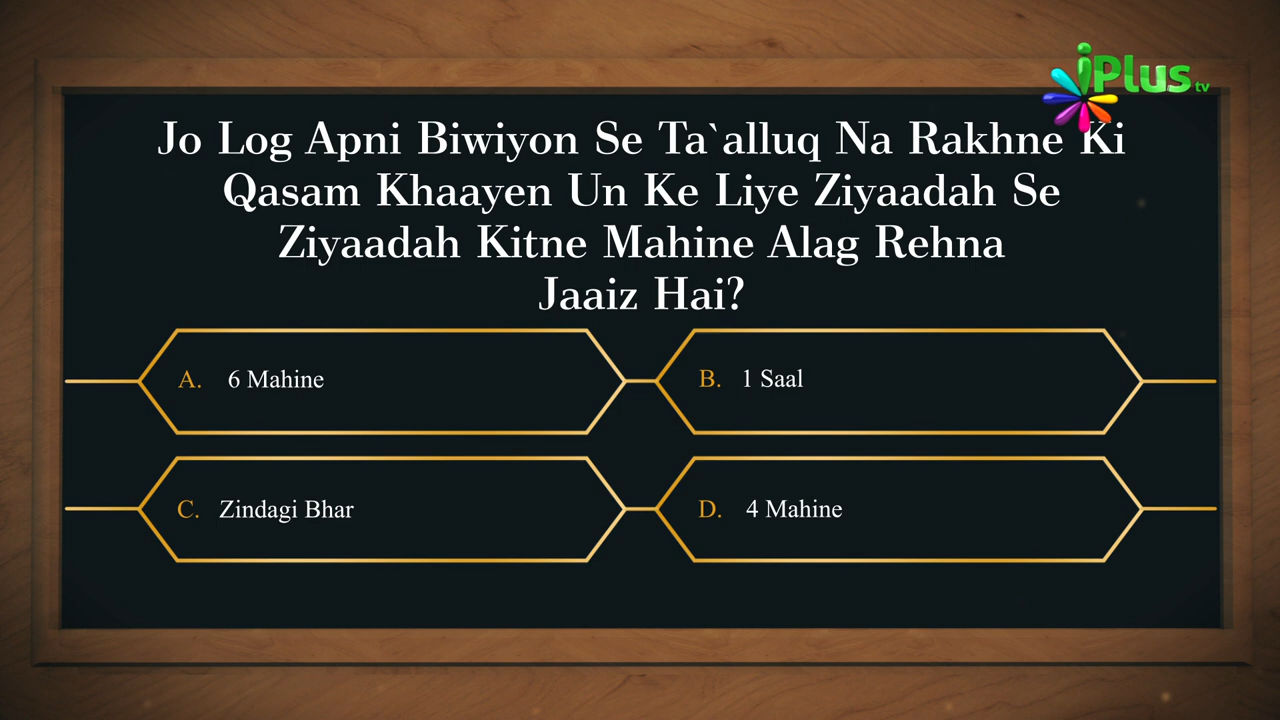 iPlus tv
Jo Log Apni Biwiyon Se Ta`alluq Na Rakhne Ki
Qasam Khaayen Un Ke Liye Ziyaadah Se
Ziyaadah Kitne Mahine Alag Rehna
Jaaiz Hai?
A. 6 Mahine
B. 1 Saal
C. Zindagi Bhar
D. 4 Mahine